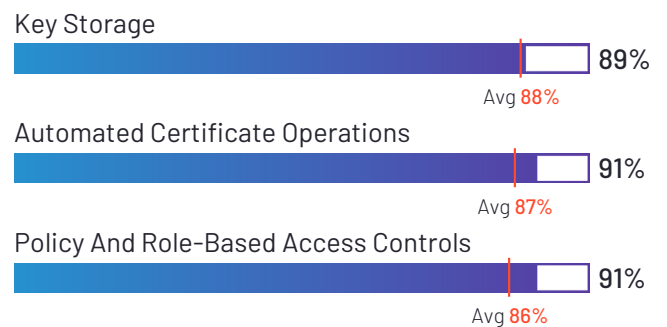 Key Storage
89%
Avg 88%
Automated Certificate Operations
91%
Avg 87%
Policy And Role-Based Access Controls
91%
Avg 86%